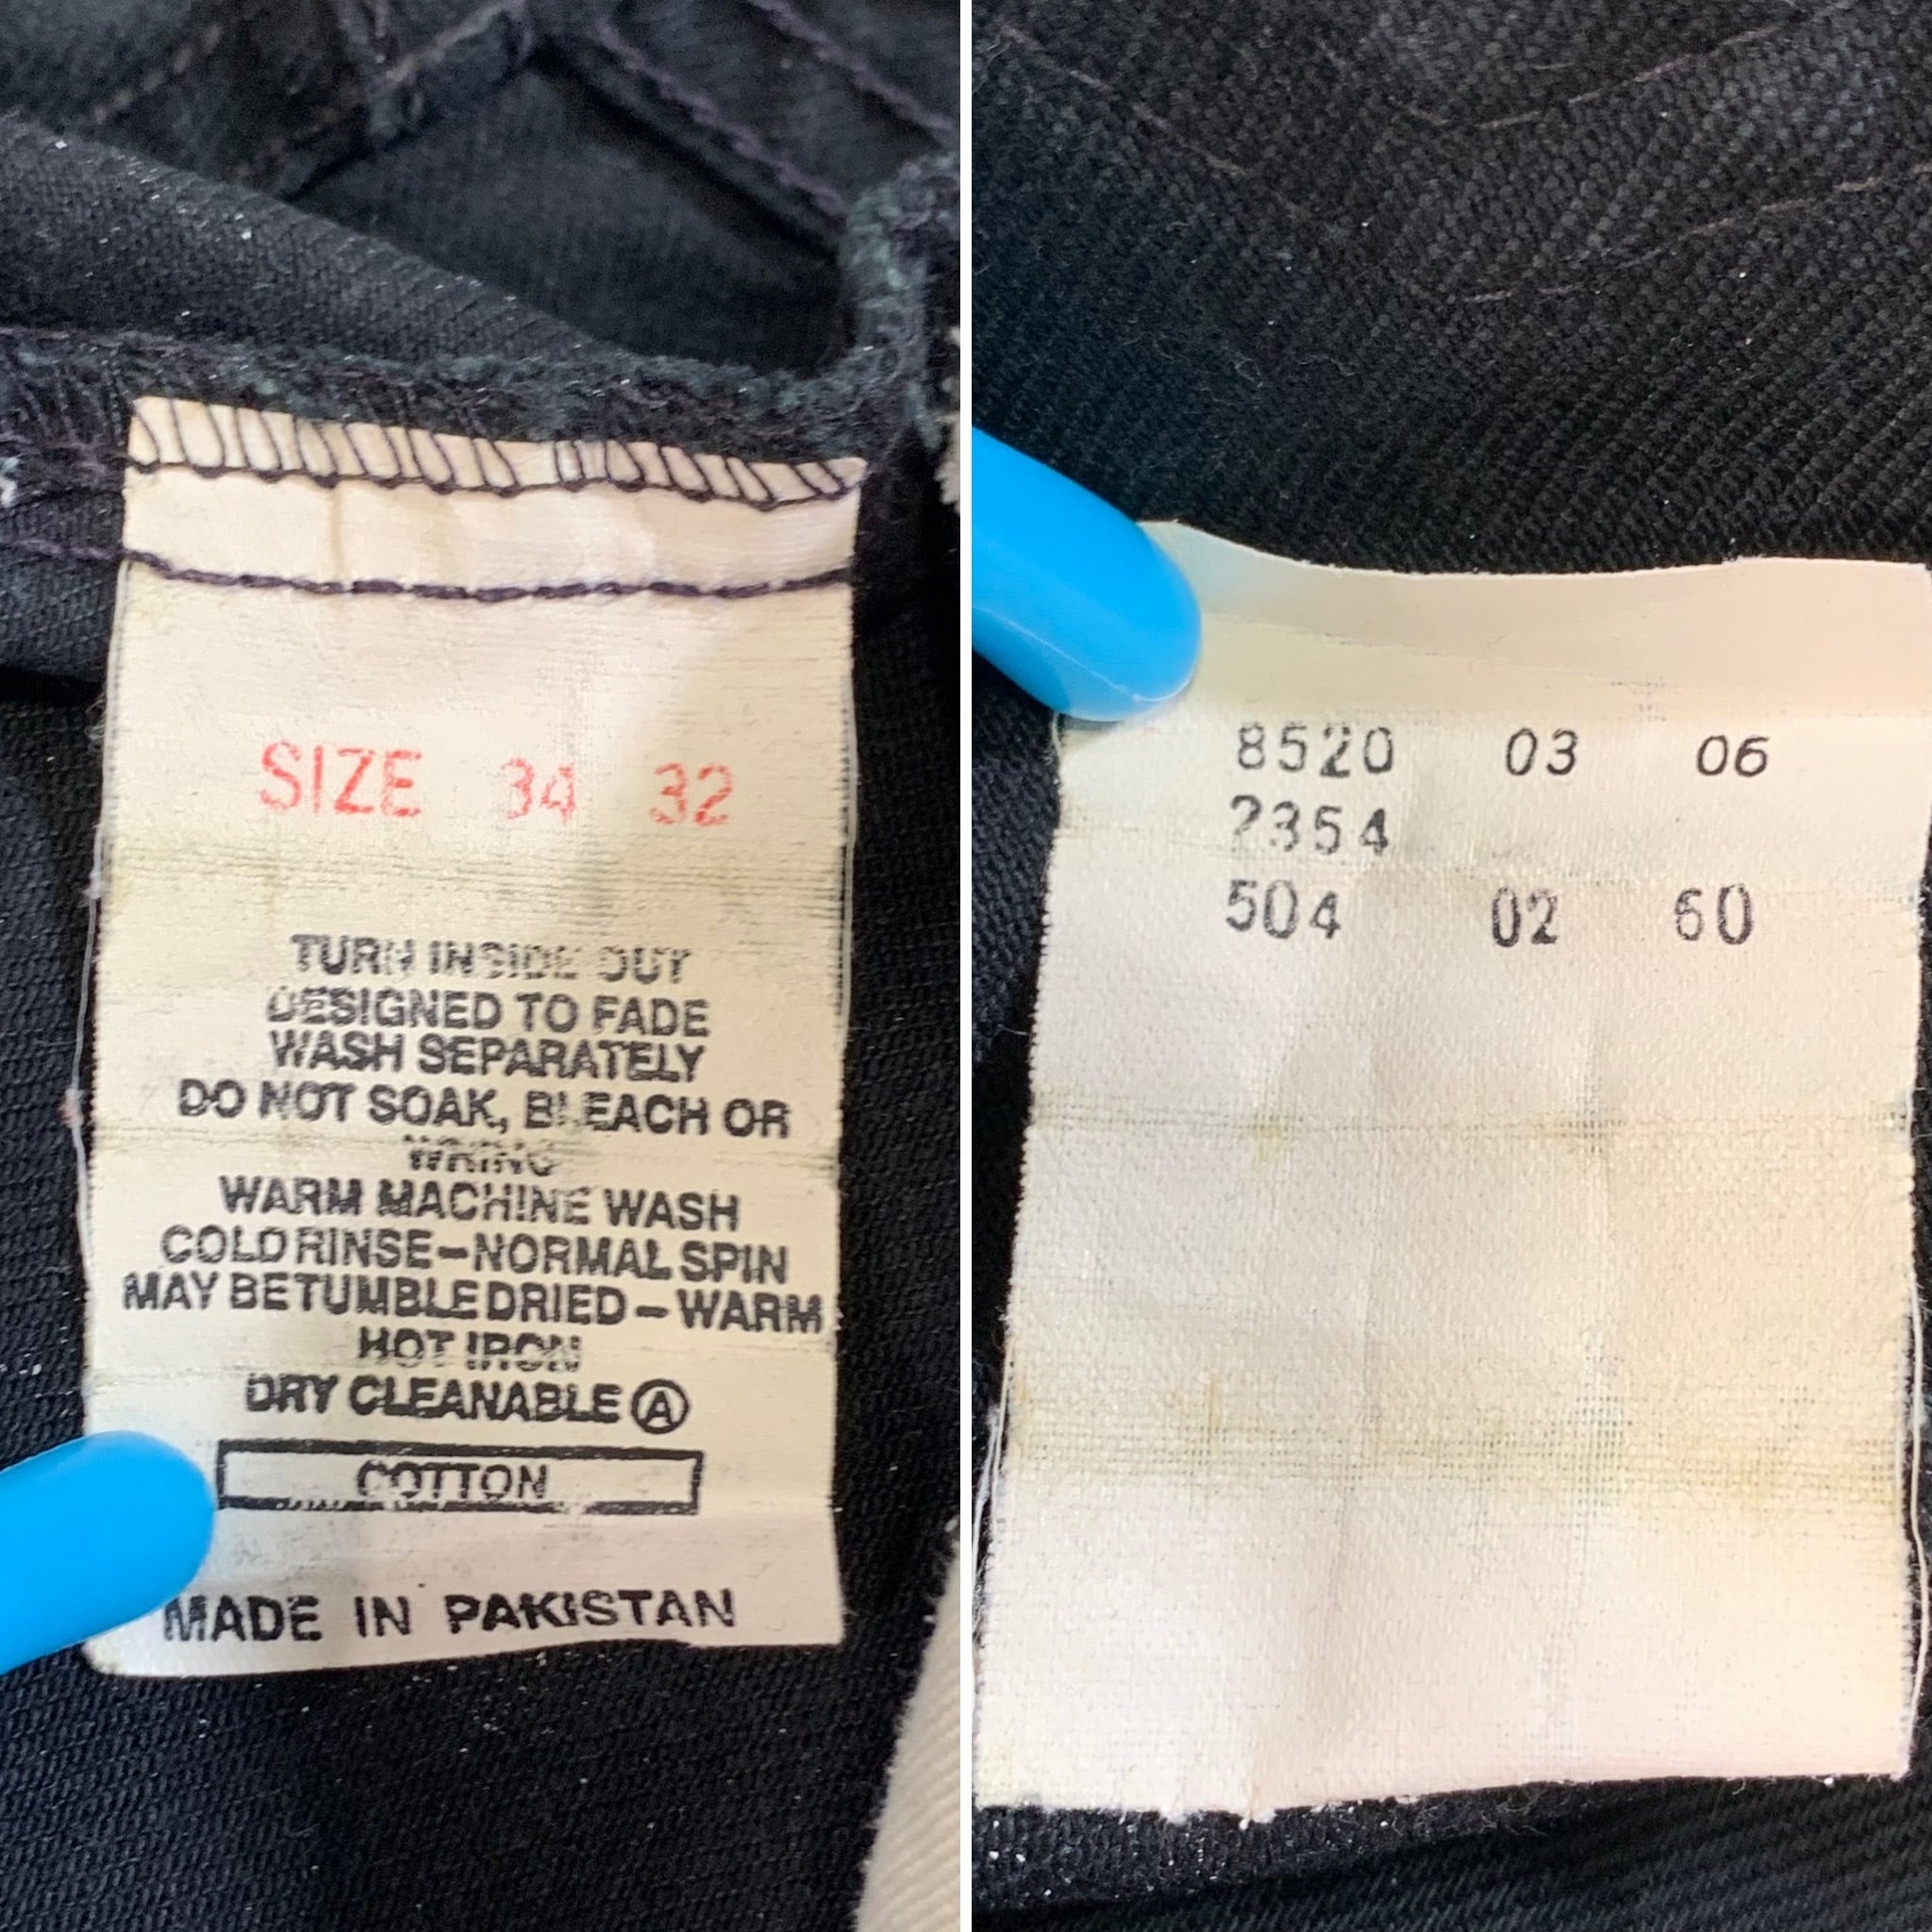 SIZE 34 32
TURN INSIDE OUT
DESIGNED TO FADE
WASH SEPARATELY
DO NOT SOAK, BLEACH OR
WRING
WARM MACHINE WASH
COLD RINSE-NORMAL SPIN
MAY BE TUMBLE DRIED - WARM
HOT IRON
DRY CLEANABLE Ⓐ
COTTON
MADE IN PAKISTAN
8520 03 06
2354
504 02 60